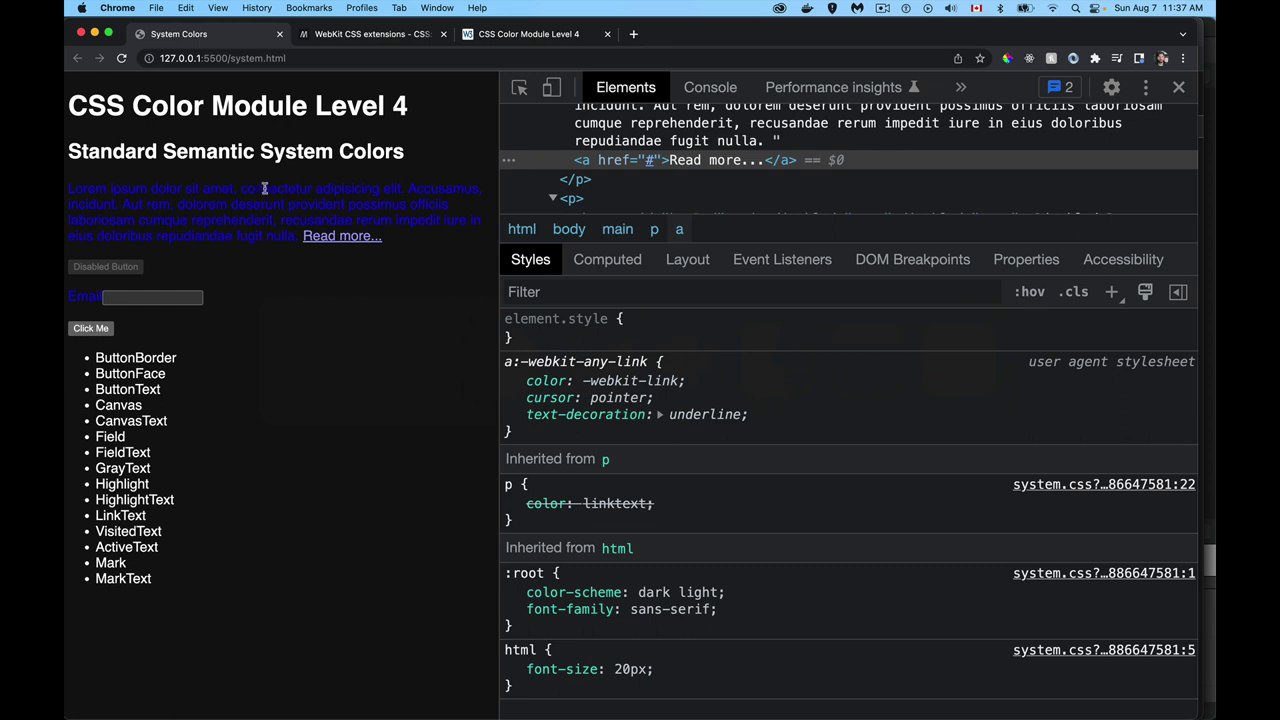 Chrome File Edit View History Bookmarks Profiles Tab Window Help Sun Aug 7 11:37 AM
System Colors WebKit CSS extensions - CSS: CSS Color Module Level 4
127.0.0.1:5500/system.html
CSS Color Module Level 4
Standard Semantic System Colors
Lorem ipsum dolor sit amet, consectetur adipisicing elit. Accusamus,
incidunt. Aut rem, dolorem deserunt provident possimus officiis
laboriosam cumque reprehenderit, recusandae rerum impedit iure in
eius doloribus repudiandae fugit nulla. Read more...
Disabled Button
Email
Click Me
ButtonBorder
ButtonFace
ButtonText
Canvas
CanvasText
Field
FieldText
GrayText
Highlight
HighlightText
LinkText
VisitedText
ActiveText
Mark
MarkText
Elements Console Performance insights 2
incidunt. Aut rem, dolorem deserunt provident possimus officiis laboriosam
cumque reprehenderit, recusandae rerum impedit iure in eius doloribus
repudiandae fugit nulla. "
<a href="#">Read more...</a> == $0
</p>
<p>
html body main p a
Styles Computed Layout Event Listeners DOM Breakpoints Properties Accessibility
Filter :hov .cls
element.style {
}
a:-webkit-any-link { user agent stylesheet
color: -webkit-link;
cursor: pointer;
text-decoration: underline;
}
Inherited from p
p { system.css?…86647581:22
color: linktext;
}
Inherited from html
:root { system.css?…886647581:1
color-scheme: dark light;
font-family: sans-serif;
}
html { system.css?…886647581:5
font-size: 20px;
}